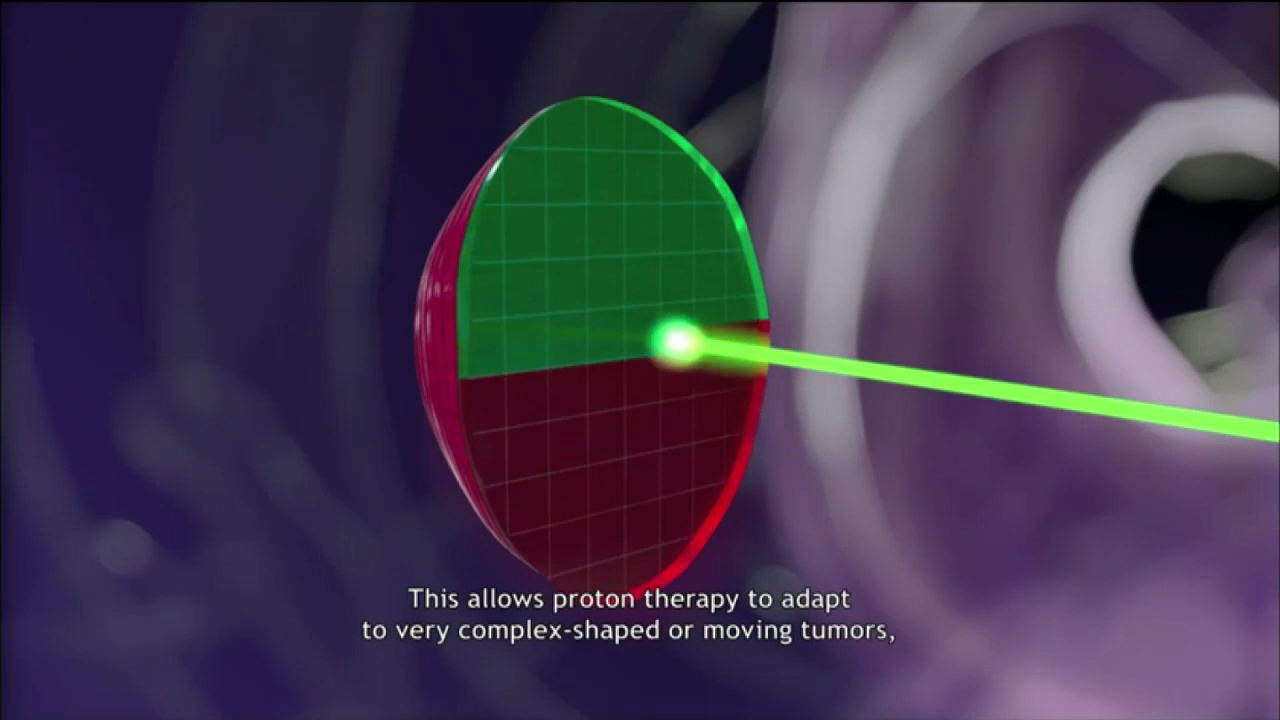 This allows proton therapy to adapt
to very complex-shaped or moving tumors,